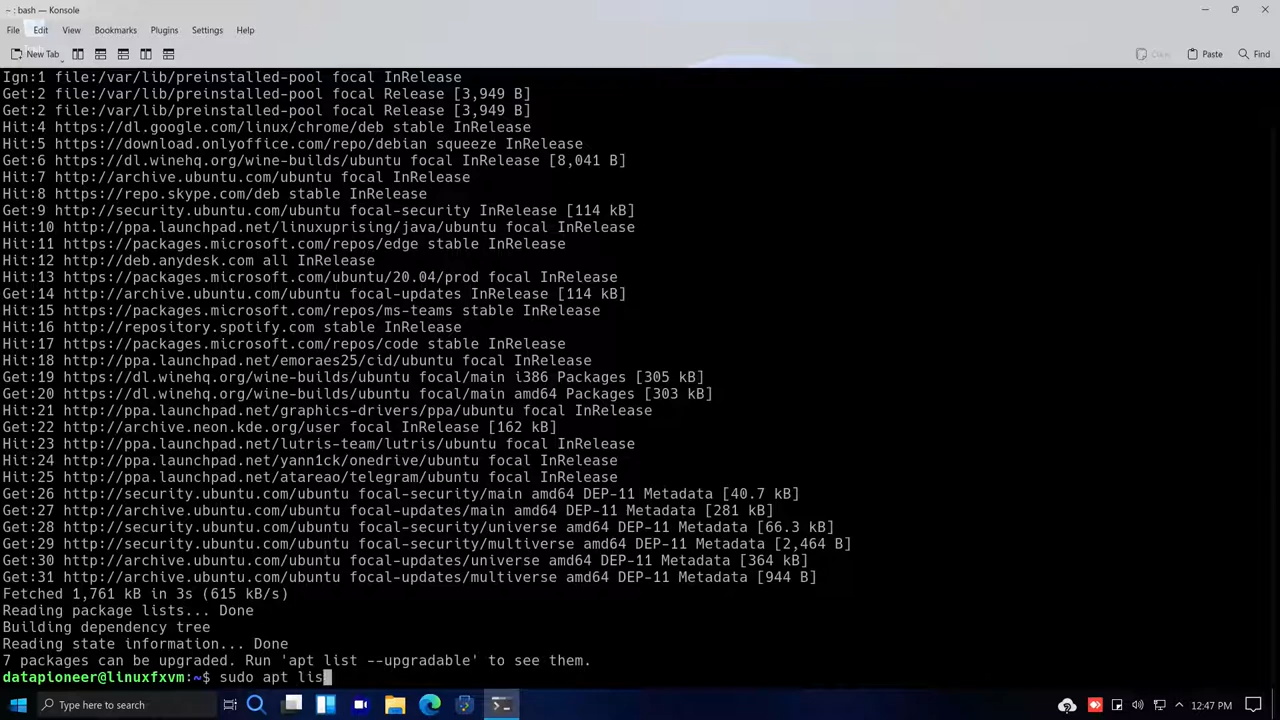 ~ : bash — Konsole
File Edit View Bookmarks Plugins Settings Help
New Tab Paste Find
Ign:1 file:/var/lib/preinstalled-pool focal InRelease
Get:2 file:/var/lib/preinstalled-pool focal Release [3,949 B]
Get:2 file:/var/lib/preinstalled-pool focal Release [3,949 B]
Hit:4 https://dl.google.com/linux/chrome/deb stable InRelease
Hit:5 https://download.onlyoffice.com/repo/debian squeeze InRelease
Get:6 https://dl.winehq.org/wine-builds/ubuntu focal InRelease [8,041 B]
Hit:7 http://archive.ubuntu.com/ubuntu focal InRelease
Hit:8 https://repo.skype.com/deb stable InRelease
Get:9 http://security.ubuntu.com/ubuntu focal-security InRelease [114 kB]
Hit:10 http://ppa.launchpad.net/linuxuprising/java/ubuntu focal InRelease
Hit:11 https://packages.microsoft.com/repos/edge stable InRelease
Hit:12 http://deb.anydesk.com all InRelease
Hit:13 https://packages.microsoft.com/ubuntu/20.04/prod focal InRelease
Get:14 http://archive.ubuntu.com/ubuntu focal-updates InRelease [114 kB]
Hit:15 https://packages.microsoft.com/repos/ms-teams stable InRelease
Hit:16 http://repository.spotify.com stable InRelease
Hit:17 https://packages.microsoft.com/repos/code stable InRelease
Hit:18 http://ppa.launchpad.net/emoraes25/cid/ubuntu focal InRelease
Get:19 https://dl.winehq.org/wine-builds/ubuntu focal/main i386 Packages [305 kB]
Get:20 https://dl.winehq.org/wine-builds/ubuntu focal/main amd64 Packages [303 kB]
Hit:21 http://ppa.launchpad.net/graphics-drivers/ppa/ubuntu focal InRelease
Get:22 http://archive.neon.kde.org/user focal InRelease [162 kB]
Hit:23 http://ppa.launchpad.net/lutris-team/lutris/ubuntu focal InRelease
Hit:24 http://ppa.launchpad.net/yann1ck/onedrive/ubuntu focal InRelease
Hit:25 http://ppa.launchpad.net/atareao/telegram/ubuntu focal InRelease
Get:26 http://security.ubuntu.com/ubuntu focal-security/main amd64 DEP-11 Metadata [40.7 kB]
Get:27 http://archive.ubuntu.com/ubuntu focal-updates/main amd64 DEP-11 Metadata [281 kB]
Get:28 http://security.ubuntu.com/ubuntu focal-security/universe amd64 DEP-11 Metadata [66.3 kB]
Get:29 http://security.ubuntu.com/ubuntu focal-security/multiverse amd64 DEP-11 Metadata [2,464 B]
Get:30 http://archive.ubuntu.com/ubuntu focal-updates/universe amd64 DEP-11 Metadata [364 kB]
Get:31 http://archive.ubuntu.com/ubuntu focal-updates/multiverse amd64 DEP-11 Metadata [944 B]
Fetched 1,761 kB in 3s (615 kB/s)
Reading package lists... Done
Building dependency tree
Reading state information... Done
7 packages can be upgraded. Run 'apt list --upgradable' to see them.
datapioneer@linuxfxvm:~$ sudo apt lis
Type here to search 12:47 PM